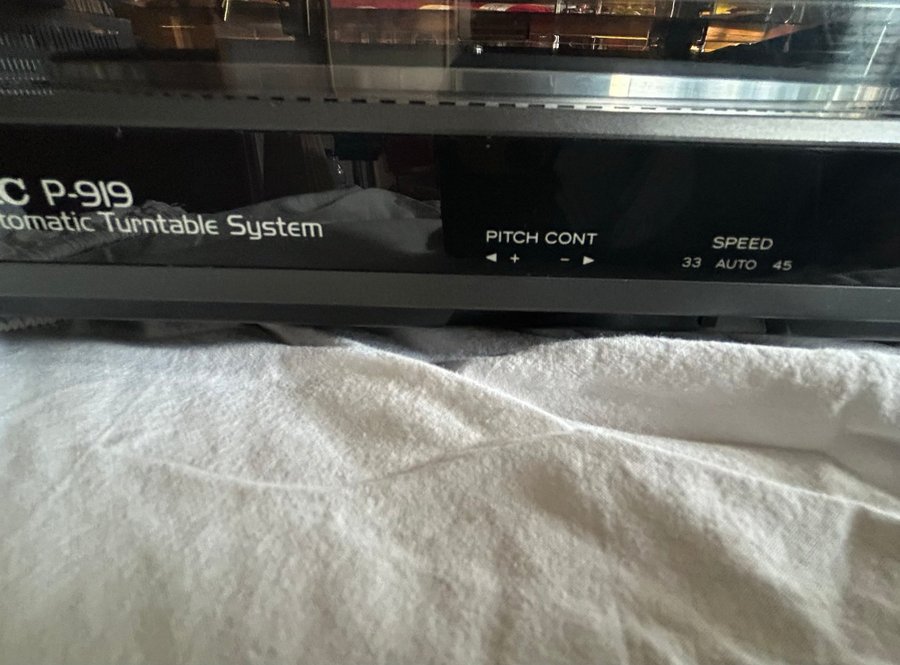 C P-919
tomatic Turntable System
PITCH CONT
◄ + − ►
SPEED
33 AUTO 45